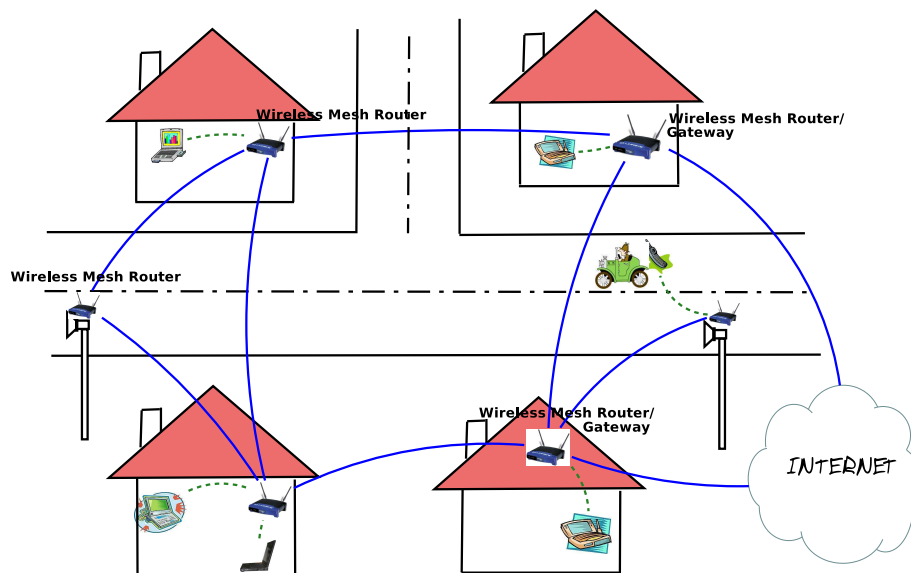 Wireless Mesh Router
Wireless Mesh Router/
Gateway
Wireless Mesh Router
Wireless Mesh Router/
Gateway
INTERNET